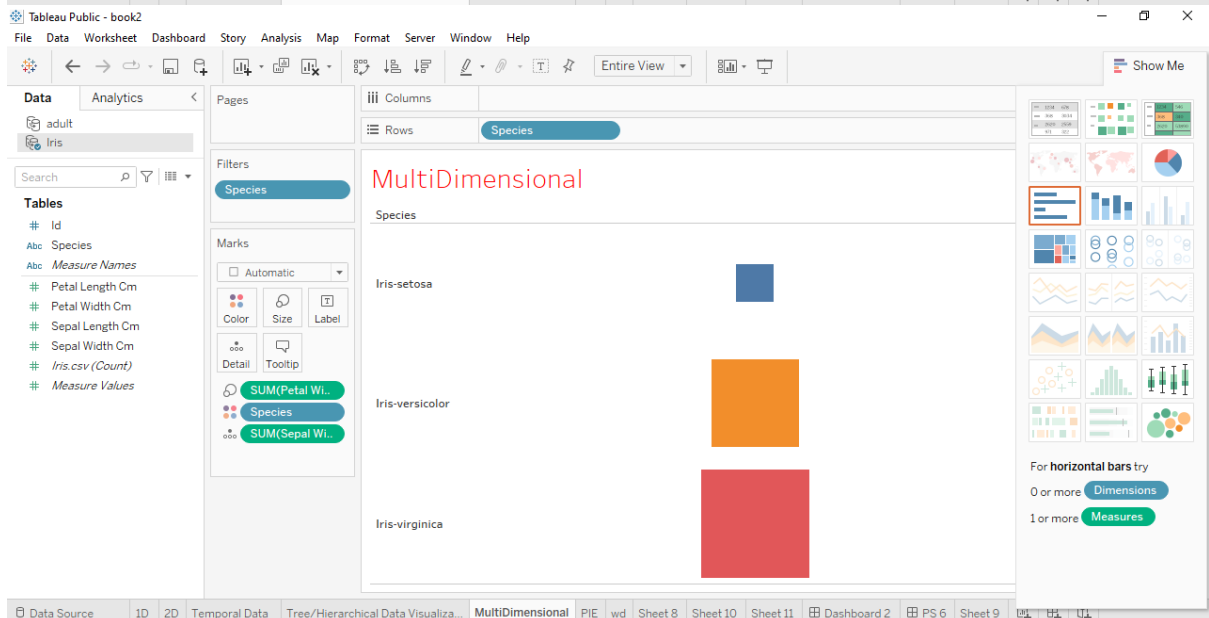 Tableau Public - book2
File Data Worksheet Dashboard Story Analysis Map Format Server Window Help
Entire View
Show Me
Data Analytics
adult
Iris
Search
Tables
# Id
Abc Species
Abc Measure Names
# Petal Length Cm
# Petal Width Cm
# Sepal Length Cm
# Sepal Width Cm
# Iris.csv (Count)
# Measure Values
Pages
Filters
Species
Marks
Automatic
Color Size Label
Detail Tooltip
SUM(Petal Wi..
Species
SUM(Sepal Wi..
Columns
Rows Species
MultiDimensional
Species
Iris-setosa
Iris-versicolor
Iris-virginica
For horizontal bars try
0 or more Dimensions
1 or more Measures
Data Source 1D 2D Temporal Data Tree/Hierarchical Data Visualiza... MultiDimensional PIE wd Sheet 8 Sheet 10 Sheet 11 Dashboard 2 PS 6 Sheet 9